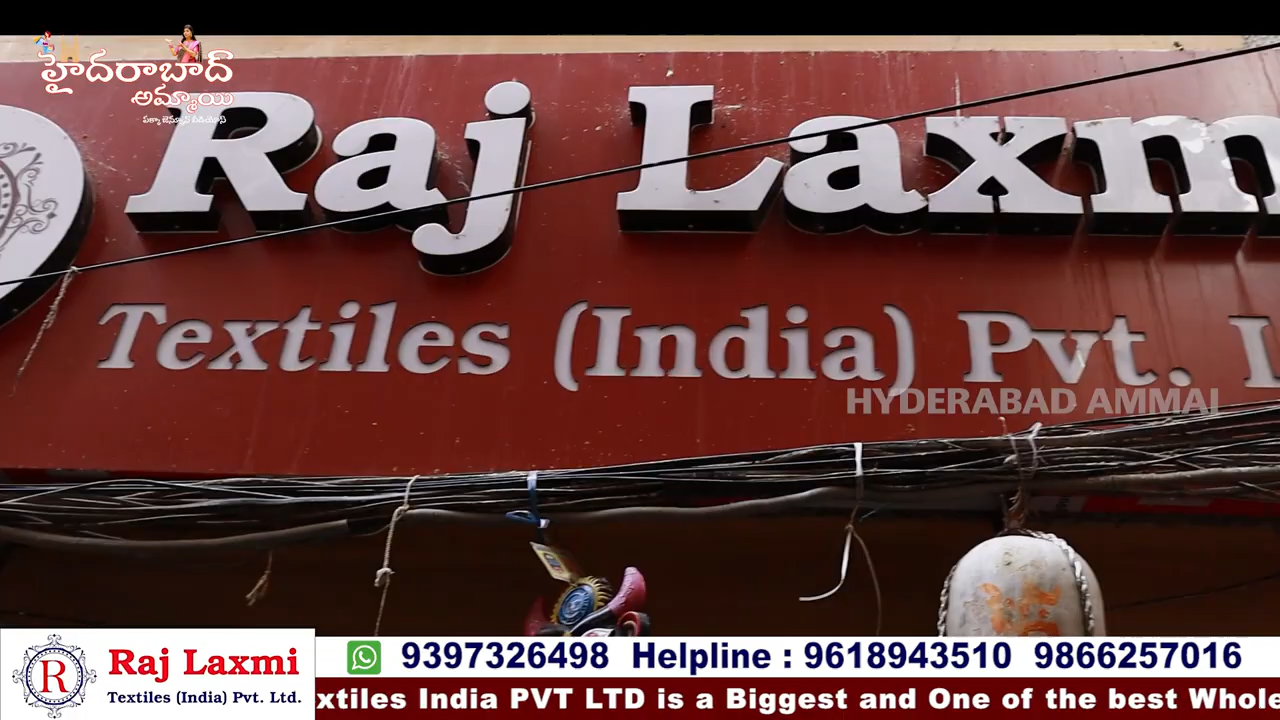 హైదరాబాద్
అమ్మాయి
పక్కా జెన్యూన్ వీడియోస్
Raj Laxm
Textiles (India) Pvt. L
HYDERABAD AMMAI
R
Raj Laxmi
Textiles (India) Pvt. Ltd.
9397326498 Helpline : 9618943510 9866257016
xtiles India PVT LTD is a Biggest and One of the best Whole